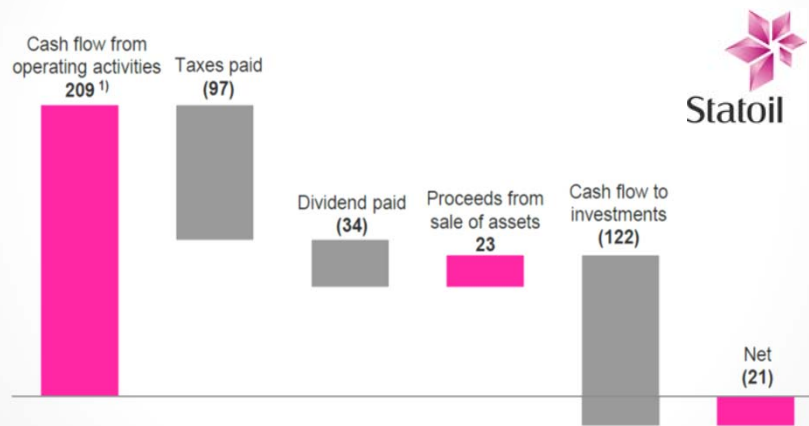 Cash flow from
operating activities
209 1)
Taxes paid
(97)
Dividend paid
(34)
Proceeds from
sale of assets
23
Cash flow to
investments
(122)
Net
(21)
Statoil